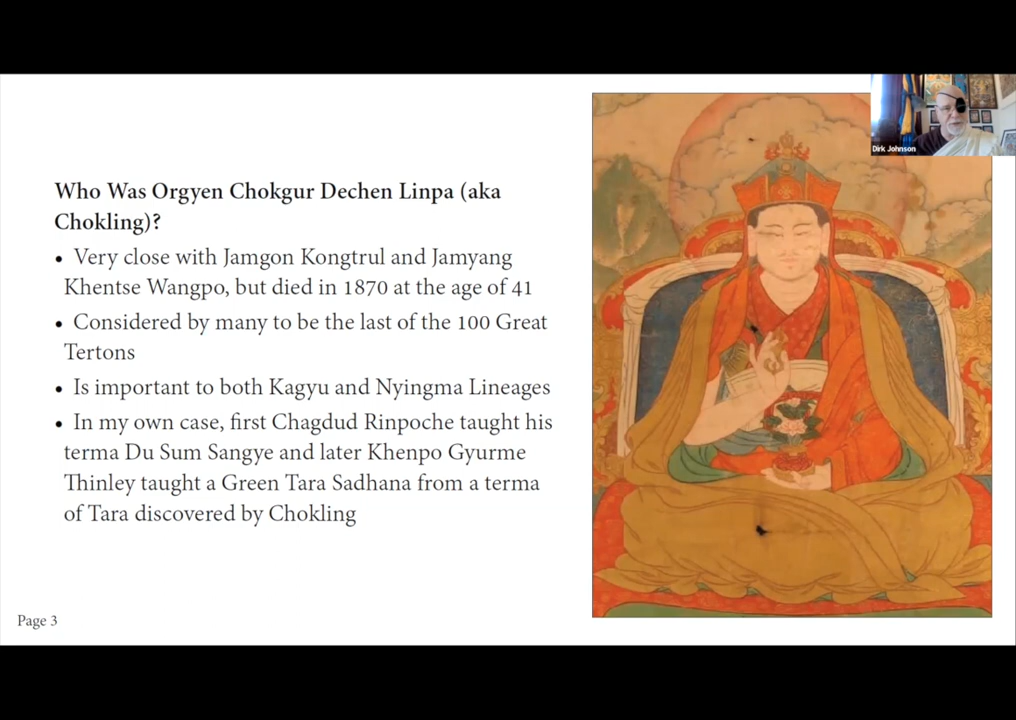 Who Was Orgyen Chokgur Dechen Linpa (aka
Chokling)?
• Very close with Jamgon Kongtrul and Jamyang
Khentse Wangpo, but died in 1870 at the age of 41
• Considered by many to be the last of the 100 Great
Tertons
• Is important to both Kagyu and Nyingma Lineages
• In my own case, first Chagdud Rinpoche taught his
terma Du Sum Sangye and later Khenpo Gyurme
Thinley taught a Green Tara Sadhana from a terma
of Tara discovered by Chokling
Page 3
Dirk Johnson